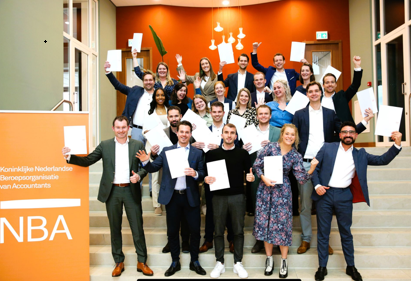 Koninklijke Nederlandse
Beroepsorganisatie
van Accountants
NBA